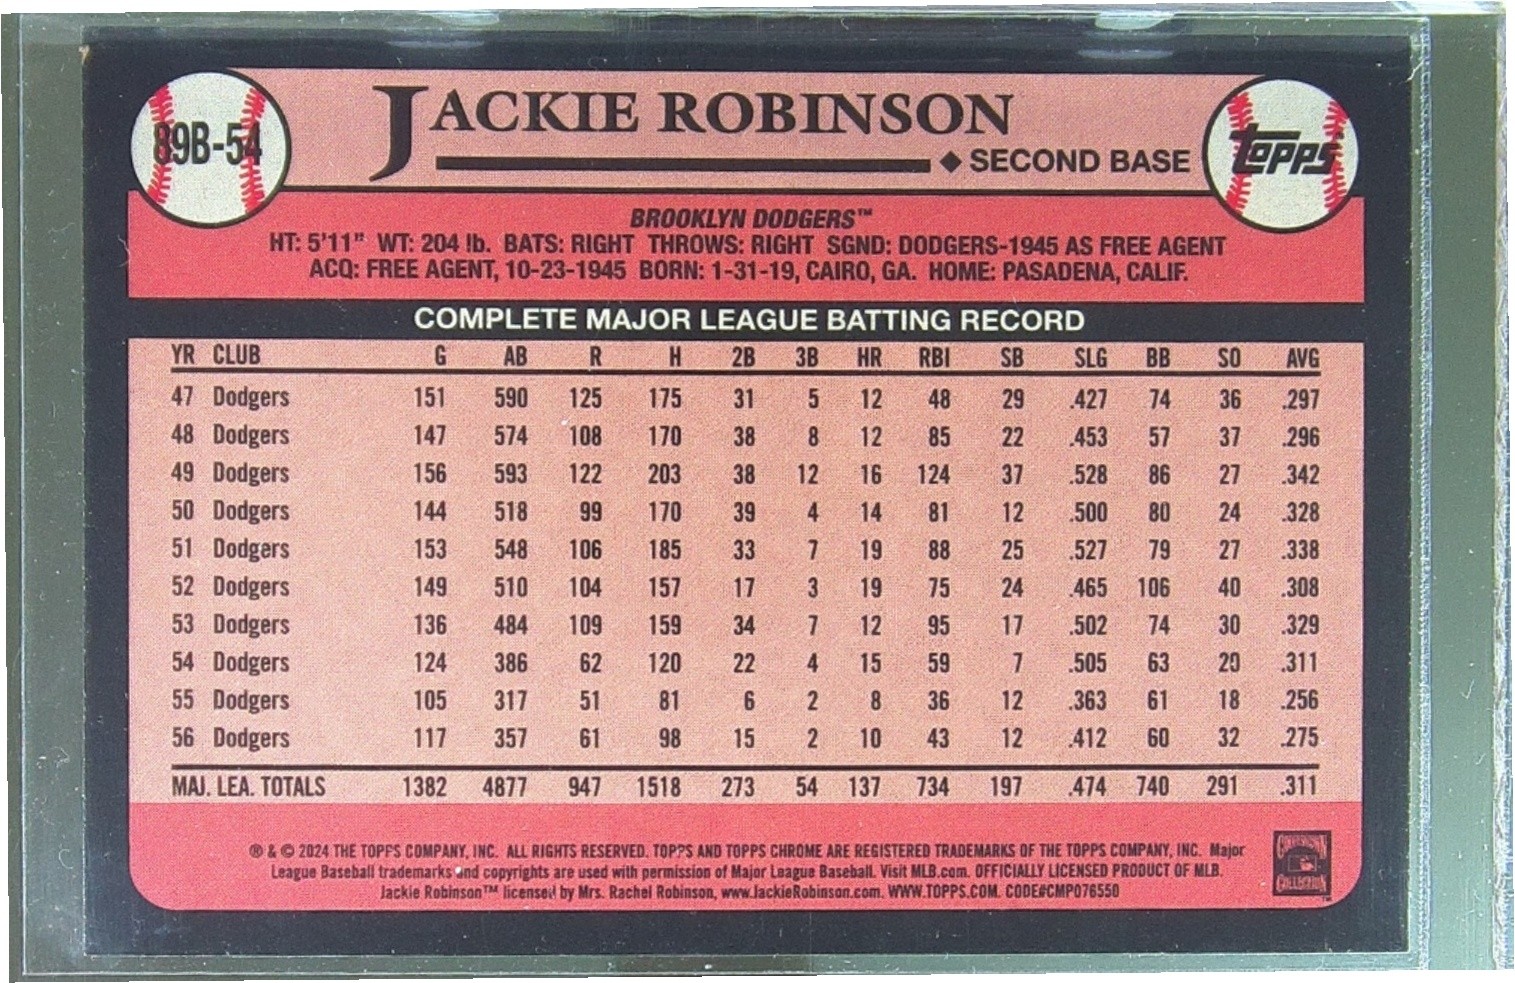 89B-54
JACKIE ROBINSON
◆ SECOND BASE
topps
BROOKLYN DODGERS™
HT: 5'11" WT: 204 lb. BATS: RIGHT THROWS: RIGHT SGND: DODGERS-1945 AS FREE AGENT
ACQ: FREE AGENT, 10-23-1945 BORN: 1-31-19, CAIRO, GA. HOME: PASADENA, CALIF.
COMPLETE MAJOR LEAGUE BATTING RECORD
YR CLUB G AB R H 2B 3B HR RBI SB SLG BB SO AVG
47 Dodgers 151 590 125 175 31 5 12 48 29 .427 74 36 .297
48 Dodgers 147 574 108 170 38 8 12 85 22 .453 57 37 .296
49 Dodgers 156 593 122 203 38 12 16 124 37 .528 86 27 .342
50 Dodgers 144 518 99 170 39 4 14 81 12 .500 80 24 .328
51 Dodgers 153 548 106 185 33 7 19 88 25 .527 79 27 .338
52 Dodgers 149 510 104 157 17 3 19 75 24 .465 106 40 .308
53 Dodgers 136 484 109 159 34 7 12 95 17 .502 74 30 .329
54 Dodgers 124 386 62 120 22 4 15 59 7 .505 63 20 .311
55 Dodgers 105 317 51 81 6 2 8 36 12 .363 61 18 .256
56 Dodgers 117 357 61 98 15 2 10 43 12 .412 60 32 .275
MAJ. LEA. TOTALS 1382 4877 947 1518 273 54 137 734 197 .474 740 291 .311
® & © 2024 THE TOPPS COMPANY, INC. ALL RIGHTS RESERVED. TOPPS AND TOPPS CHROME ARE REGISTERED TRADEMARKS OF THE TOPPS COMPANY, INC. Major
League Baseball trademarks and copyrights are used with permission of Major League Baseball. Visit MLB.com. OFFICIALLY LICENSED PRODUCT OF MLB.
Jackie Robinson™ licensed by Mrs. Rachel Robinson, www.JackieRobinson.com. WWW.TOPPS.COM. CODE#CMP076550
COOPERSTOWN
COLLECTION
™